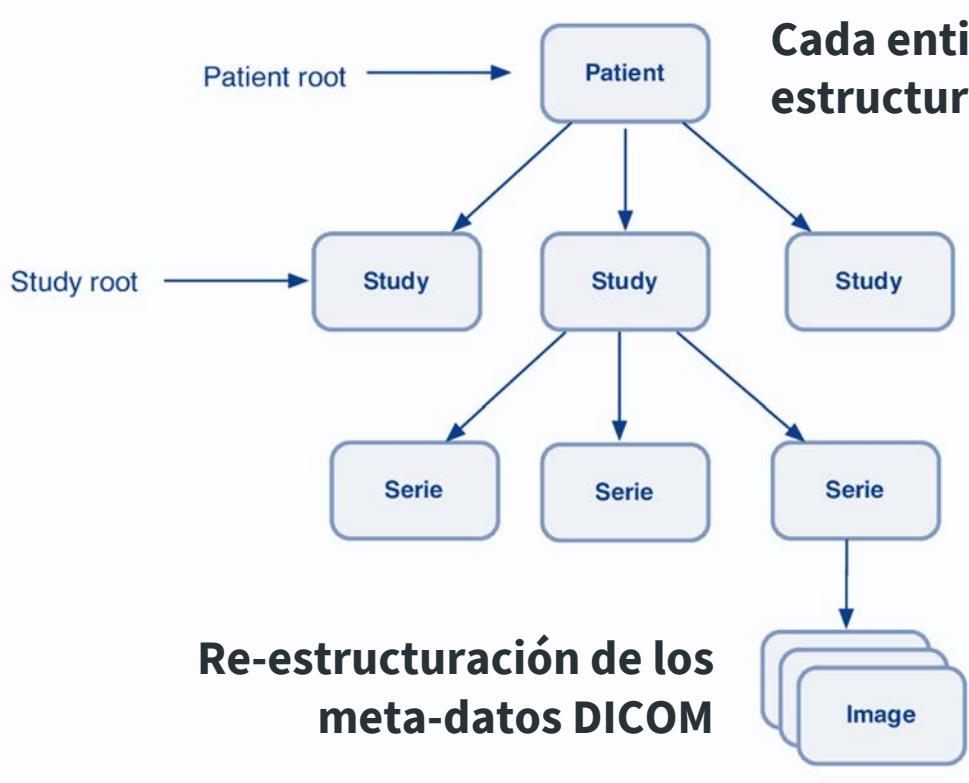 Cada enti
estructur
Patient root
Patient
Study root
Study
Study
Study
Serie
Serie
Serie
Re-estructuración de los
meta-datos DICOM
Image